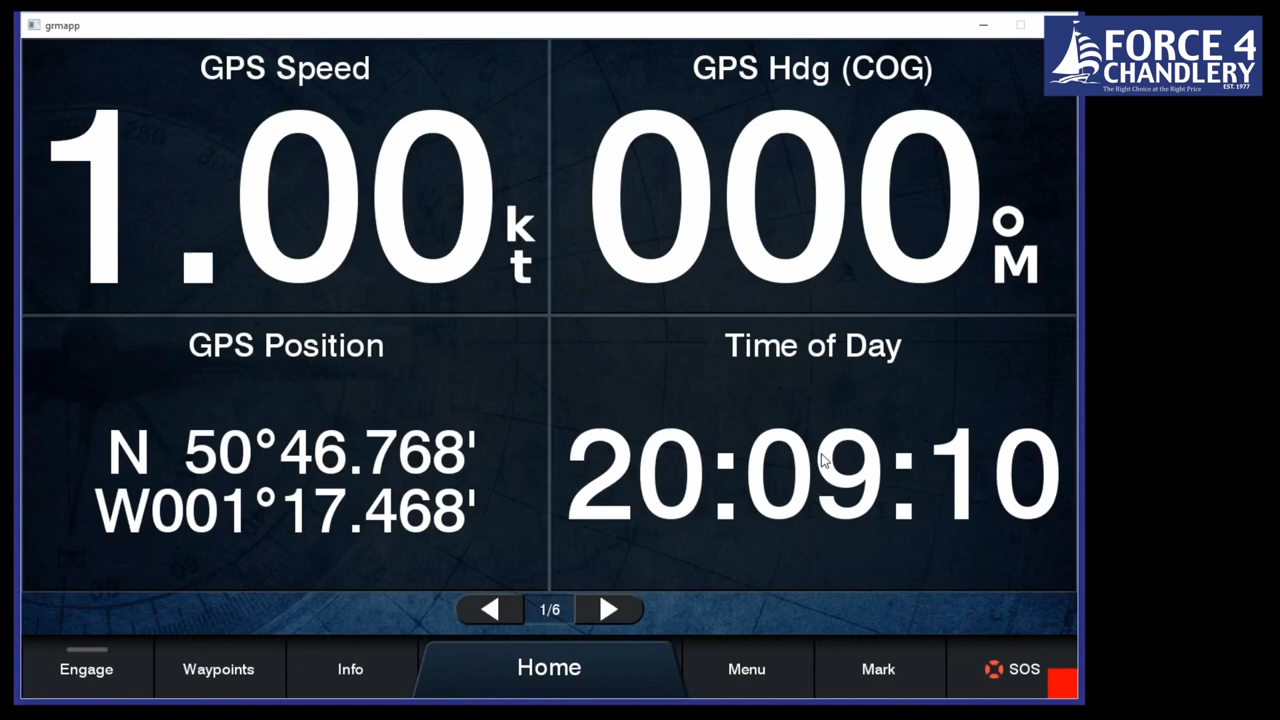 grmapp
FORCE 4
CHANDLERY
The Right Choice at the Right Price
EST. 1977
GPS Speed
1.00 kt
GPS Hdg (COG)
000°M
GPS Position
N 50°46.768'
W001°17.468'
Time of Day
20:09:10
1/6
Engage
Waypoints
Info
Home
Menu
Mark
SOS